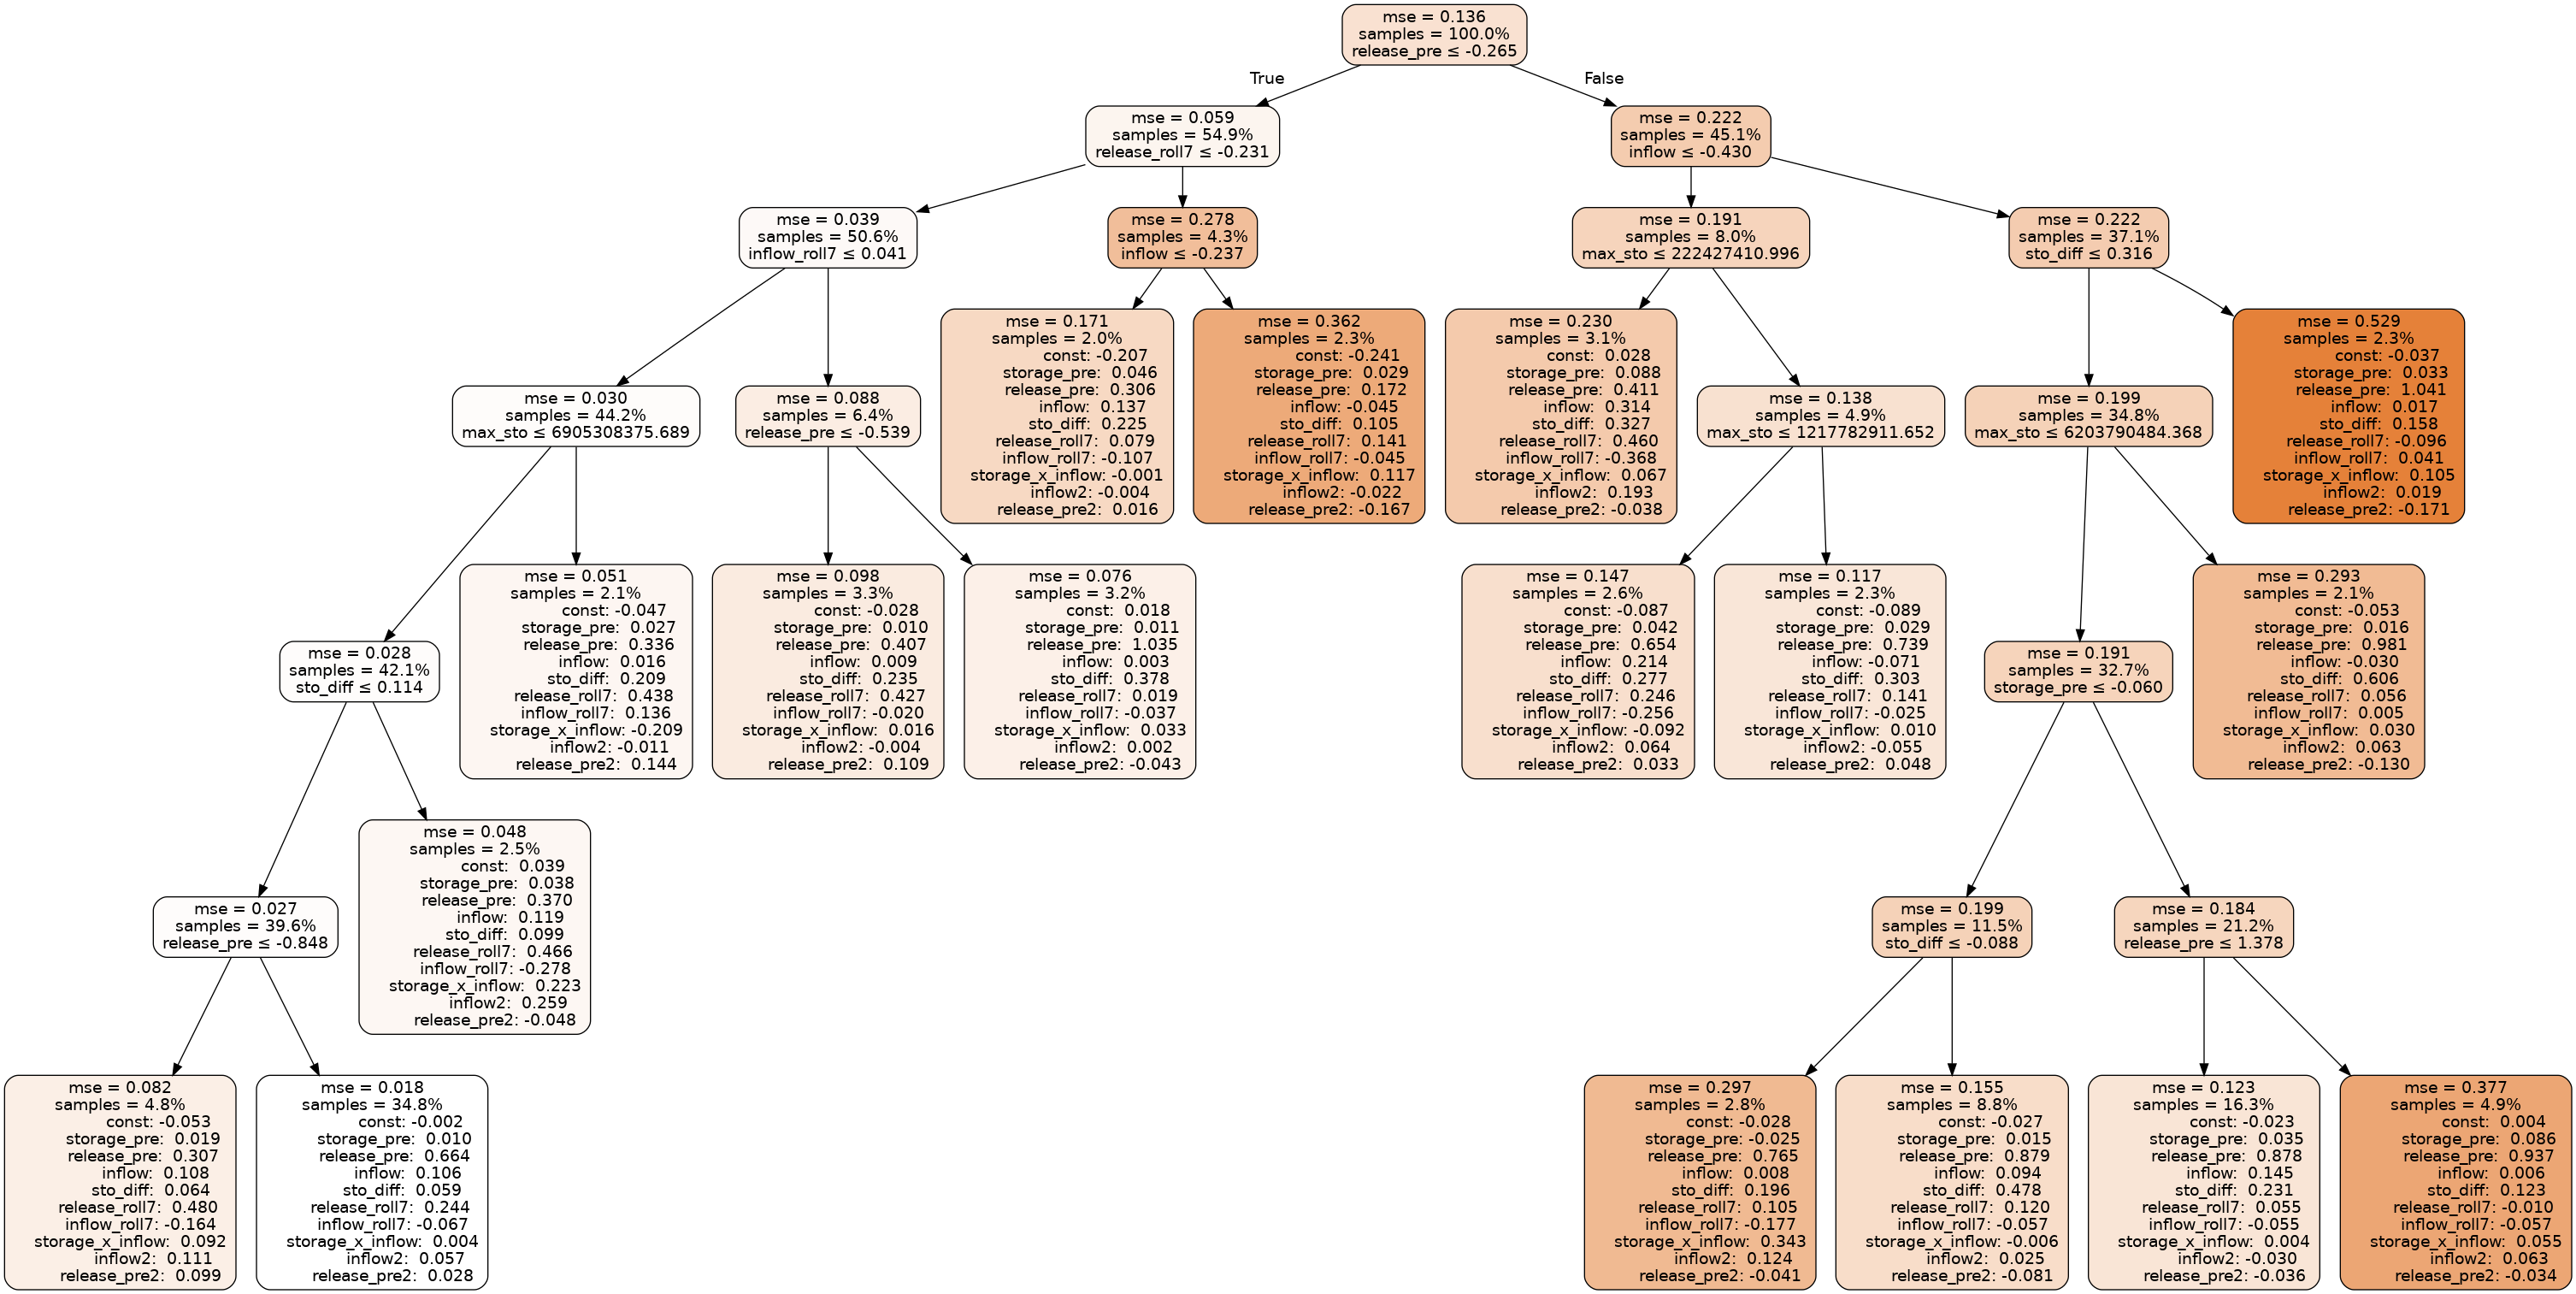 mse = 0.136
samples = 100.0%
release_pre ≤ -0.265
True
False
mse = 0.059
samples = 54.9%
release_roll7 ≤ -0.231
mse = 0.222
samples = 45.1%
inflow ≤ -0.430
mse = 0.039
samples = 50.6%
inflow_roll7 ≤ 0.041
mse = 0.278
samples = 4.3%
inflow ≤ -0.237
mse = 0.191
samples = 8.0%
max_sto ≤ 222427410.996
mse = 0.222
samples = 37.1%
sto_diff ≤ 0.316
mse = 0.171
samples = 2.0%
const: -0.207
storage_pre: 0.046
release_pre: 0.306
inflow: 0.137
sto_diff: 0.225
release_roll7: 0.079
inflow_roll7: -0.107
storage_x_inflow: -0.001
inflow2: -0.004
release_pre2: 0.016
mse = 0.362
samples = 2.3%
const: -0.241
storage_pre: 0.029
release_pre: 0.172
inflow: -0.045
sto_diff: 0.105
release_roll7: 0.141
inflow_roll7: -0.045
storage_x_inflow: 0.117
inflow2: -0.022
release_pre2: -0.167
mse = 0.230
samples = 3.1%
const: 0.028
storage_pre: 0.088
release_pre: 0.411
inflow: 0.314
sto_diff: 0.327
release_roll7: 0.460
inflow_roll7: -0.368
storage_x_inflow: 0.067
inflow2: 0.193
release_pre2: -0.038
mse = 0.529
samples = 2.3%
const: -0.037
storage_pre: 0.033
release_pre: 1.041
inflow: 0.017
sto_diff: 0.158
release_roll7: -0.096
inflow_roll7: 0.041
storage_x_inflow: 0.105
inflow2: 0.019
release_pre2: -0.171
mse = 0.030
samples = 44.2%
max_sto ≤ 6905308375.689
mse = 0.088
samples = 6.4%
release_pre ≤ -0.539
mse = 0.138
samples = 4.9%
max_sto ≤ 1217782911.652
mse = 0.199
samples = 34.8%
max_sto ≤ 6203790484.368
mse = 0.051
samples = 2.1%
const: -0.047
storage_pre: 0.027
release_pre: 0.336
inflow: 0.016
sto_diff: 0.209
release_roll7: 0.438
inflow_roll7: 0.136
storage_x_inflow: -0.209
inflow2: -0.011
release_pre2: 0.144
mse = 0.098
samples = 3.3%
const: -0.028
storage_pre: 0.010
release_pre: 0.407
inflow: 0.009
sto_diff: 0.235
release_roll7: 0.427
inflow_roll7: -0.020
storage_x_inflow: 0.016
inflow2: -0.004
release_pre2: 0.109
mse = 0.076
samples = 3.2%
const: 0.018
storage_pre: 0.011
release_pre: 1.035
inflow: 0.003
sto_diff: 0.378
release_roll7: 0.019
inflow_roll7: -0.037
storage_x_inflow: 0.033
inflow2: 0.002
release_pre2: -0.043
mse = 0.147
samples = 2.6%
const: -0.087
storage_pre: 0.042
release_pre: 0.654
inflow: 0.214
sto_diff: 0.277
release_roll7: 0.246
inflow_roll7: -0.256
storage_x_inflow: -0.092
inflow2: 0.064
release_pre2: 0.033
mse = 0.117
samples = 2.3%
const: -0.089
storage_pre: 0.029
release_pre: 0.739
inflow: -0.071
sto_diff: 0.303
release_roll7: 0.141
inflow_roll7: -0.025
storage_x_inflow: 0.010
inflow2: -0.055
release_pre2: 0.048
mse = 0.293
samples = 2.1%
const: -0.053
storage_pre: 0.016
release_pre: 0.981
inflow: -0.030
sto_diff: 0.606
release_roll7: 0.056
inflow_roll7: 0.005
storage_x_inflow: 0.030
inflow2: 0.063
release_pre2: -0.130
mse = 0.028
samples = 42.1%
sto_diff ≤ 0.114
mse = 0.191
samples = 32.7%
storage_pre ≤ -0.060
mse = 0.048
samples = 2.5%
const: 0.039
storage_pre: 0.038
release_pre: 0.370
inflow: 0.119
sto_diff: 0.099
release_roll7: 0.466
inflow_roll7: -0.278
storage_x_inflow: 0.223
inflow2: 0.259
release_pre2: -0.048
mse = 0.027
samples = 39.6%
release_pre ≤ -0.848
mse = 0.199
samples = 11.5%
sto_diff ≤ -0.088
mse = 0.184
samples = 21.2%
release_pre ≤ 1.378
mse = 0.082
samples = 4.8%
const: -0.053
storage_pre: 0.019
release_pre: 0.307
inflow: 0.108
sto_diff: 0.064
release_roll7: 0.480
inflow_roll7: -0.164
storage_x_inflow: 0.092
inflow2: 0.111
release_pre2: 0.099
mse = 0.018
samples = 34.8%
const: -0.002
storage_pre: 0.010
release_pre: 0.664
inflow: 0.106
sto_diff: 0.059
release_roll7: 0.244
inflow_roll7: -0.067
storage_x_inflow: 0.004
inflow2: 0.057
release_pre2: 0.028
mse = 0.297
samples = 2.8%
const: -0.028
storage_pre: -0.025
release_pre: 0.765
inflow: 0.008
sto_diff: 0.196
release_roll7: 0.105
inflow_roll7: -0.177
storage_x_inflow: 0.343
inflow2: 0.124
release_pre2: -0.041
mse = 0.155
samples = 8.8%
const: -0.027
storage_pre: 0.015
release_pre: 0.879
inflow: 0.094
sto_diff: 0.478
release_roll7: 0.120
inflow_roll7: -0.057
storage_x_inflow: -0.006
inflow2: 0.025
release_pre2: -0.081
mse = 0.123
samples = 16.3%
const: -0.023
storage_pre: 0.035
release_pre: 0.878
inflow: 0.145
sto_diff: 0.231
release_roll7: 0.055
inflow_roll7: -0.055
storage_x_inflow: 0.004
inflow2: -0.030
release_pre2: -0.036
mse = 0.377
samples = 4.9%
const: 0.004
storage_pre: 0.086
release_pre: 0.937
inflow: 0.006
sto_diff: 0.123
release_roll7: -0.010
inflow_roll7: -0.057
storage_x_inflow: 0.055
inflow2: 0.063
release_pre2: -0.034